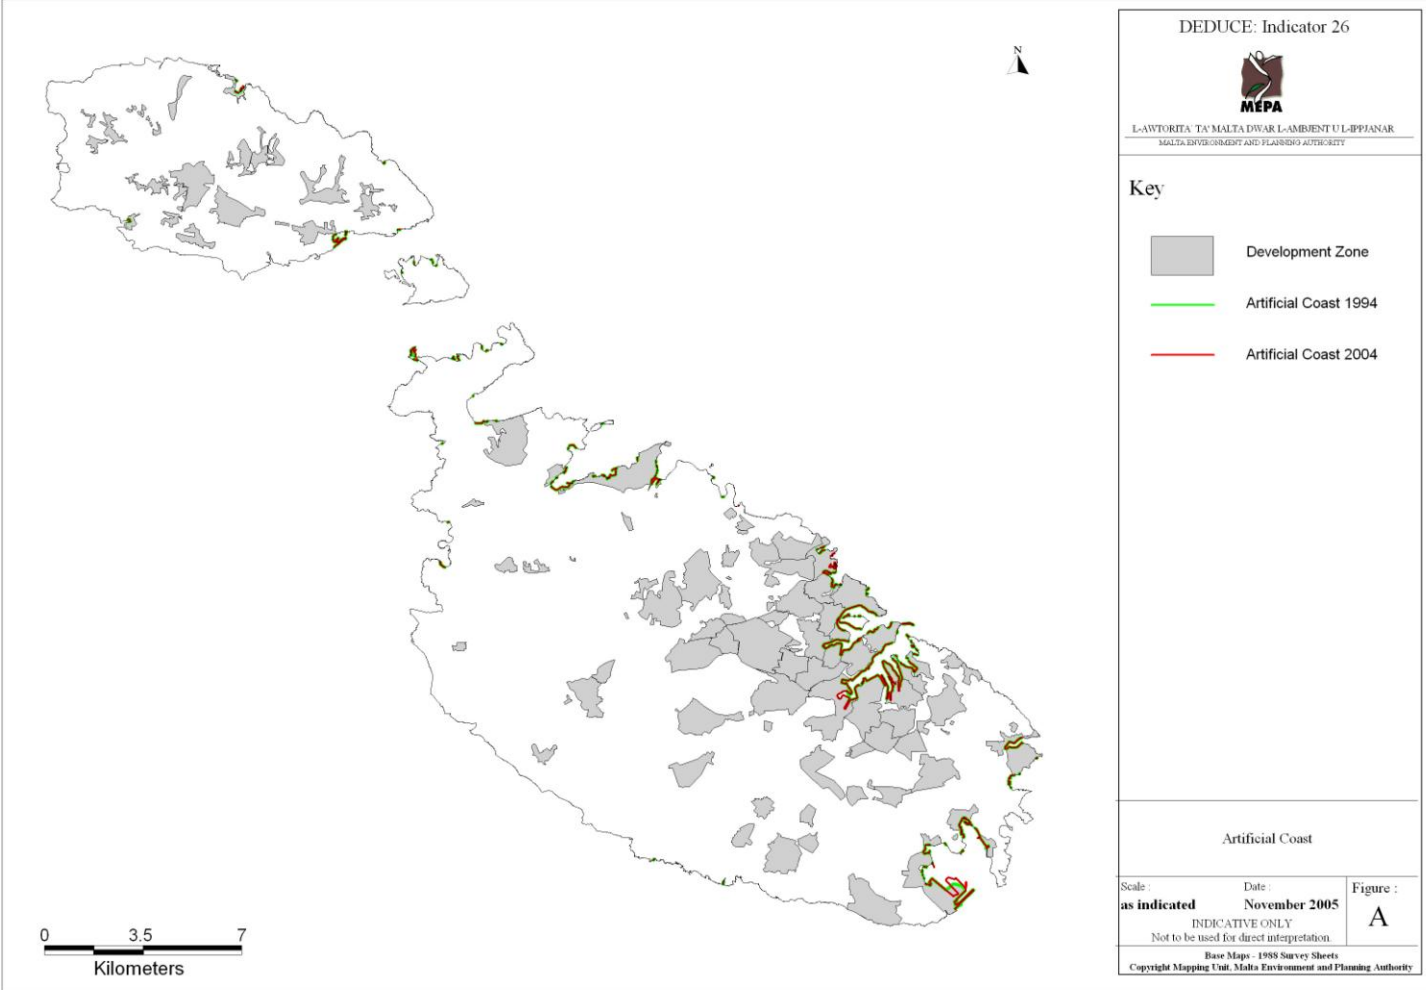 N
DEDUCE: Indicator 26
MEPA
L-AWTORITA' TA' MALTA DWAR L-AMBJENT U L-IPPJANAR
MALTA ENVIRONMENT AND PLANNING AUTHORITY
Key
Development Zone
Artificial Coast 1994
Artificial Coast 2004
Artificial Coast
Scale :
as indicated
Date :
November 2005
INDICATIVE ONLY
Not to be used for direct interpretation.
Figure :
A
Base Maps - 1988 Survey Sheets
Copyright Mapping Unit, Malta Environment and Planning Authority
0 3.5 7
Kilometers